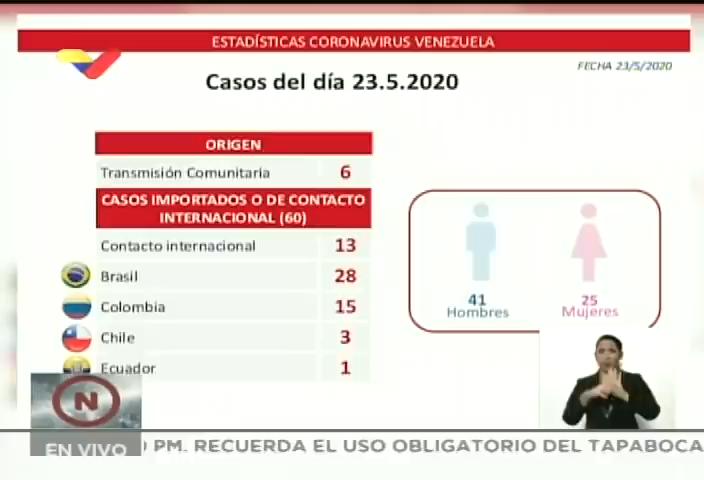 ESTADÍSTICAS CORONAVIRUS VENEZUELA
FECHA 23/5/2020
Casos del día 23.5.2020
ORIGEN
Transmisión Comunitaria 6
CASOS IMPORTADOS O DE CONTACTO
INTERNACIONAL (60)
Contacto internacional 13
Brasil 28
Colombia 15
Chile 3
Ecuador 1
41
Hombres
25
Mujeres
N
EN VIVO
PM. RECUERDA EL USO OBLIGATORIO DEL TAPABOCA